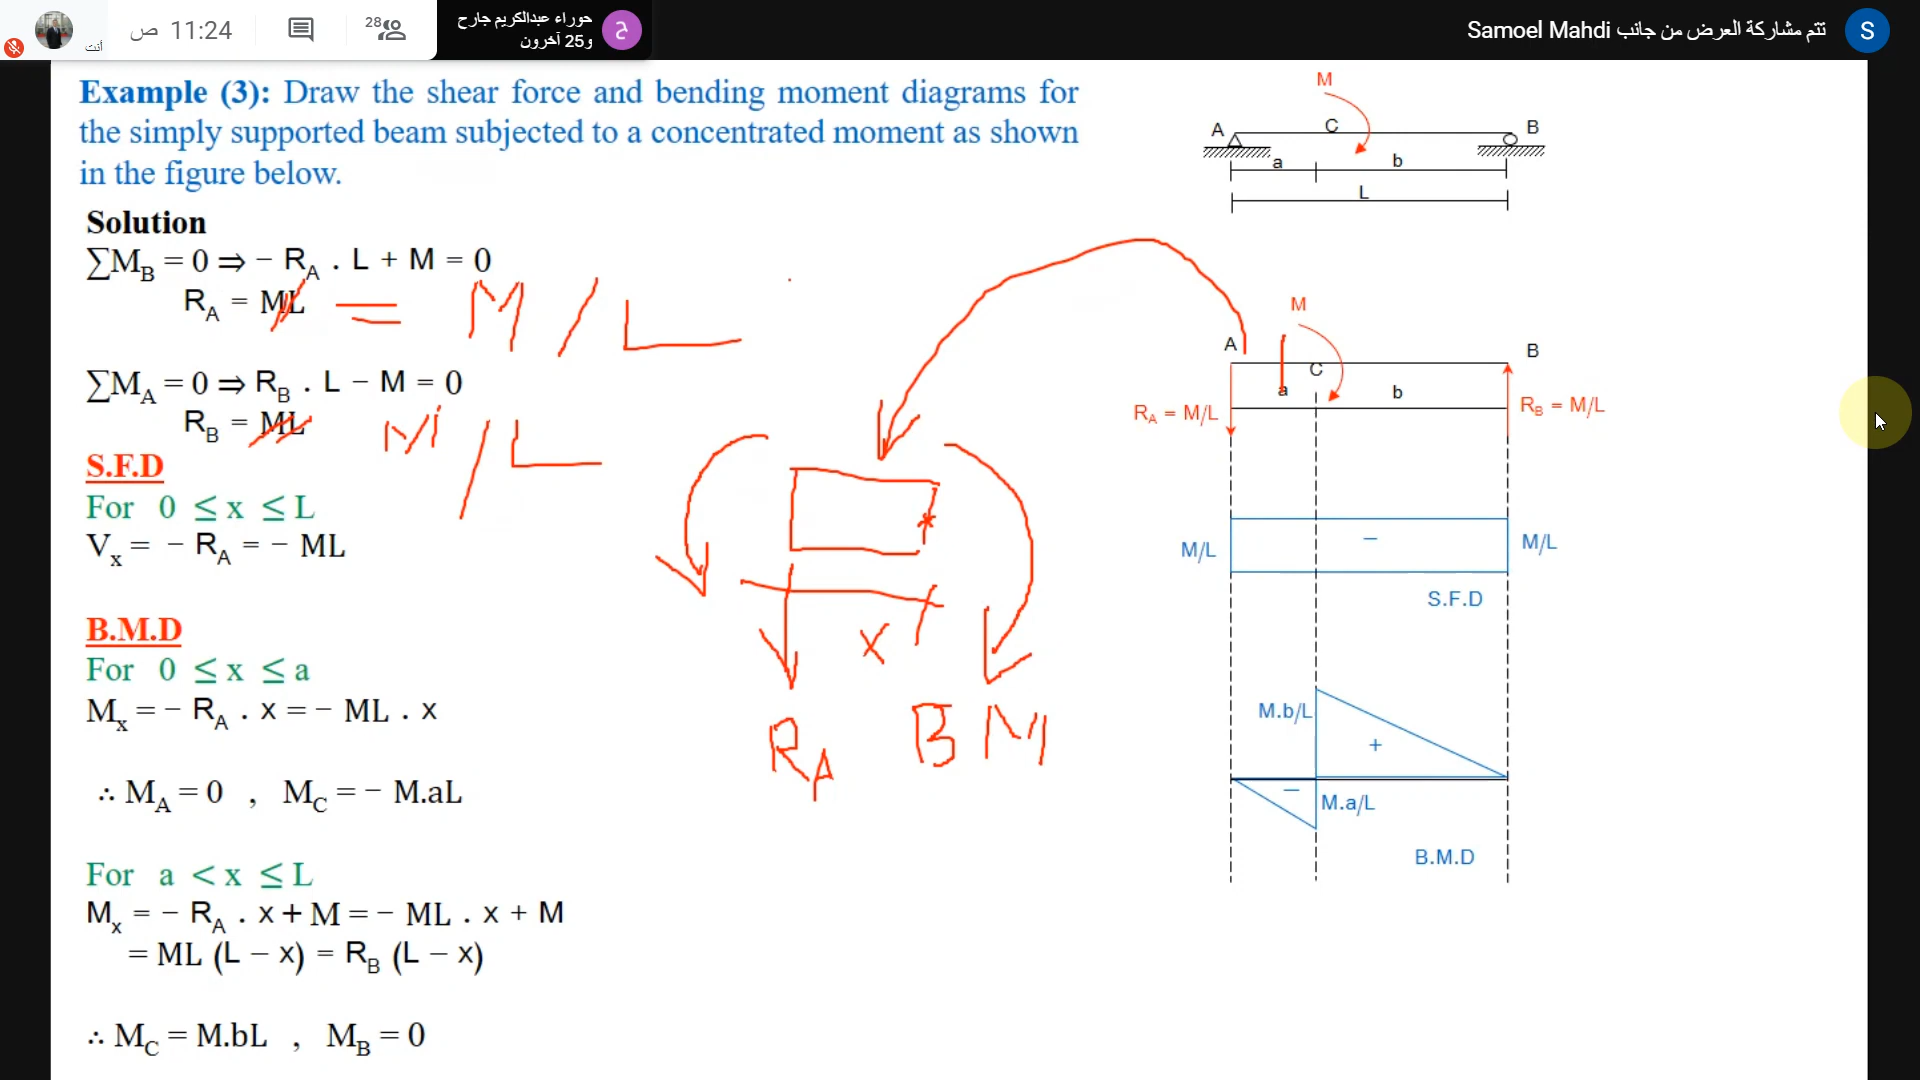 11:24 ص
28
أنت
حوراء عبدالكريم جارح
و25 آخرون
ح
تتم مشاركة العرض من جانب Samoel Mahdi
S
Example (3): Draw the shear force and bending moment diagrams for
the simply supported beam subjected to a concentrated moment as shown
in the figure below.
Solution
∑M_B = 0 ⇒ − R_A . L + M = 0
R_A = ML = M / L
∑M_A = 0 ⇒ R_B . L − M = 0
R_B = ML M / L
S.F.D
For 0 ≤ x ≤ L
V_x = − R_A = − ML
B.M.D
For 0 ≤ x ≤ a
M_x = − R_A . x = − ML . x
∴ M_A = 0 , M_C = − M.aL
For a < x ≤ L
M_x = − R_A . x + M = − ML . x + M
= ML (L − x) = R_B (L − x)
∴ M_C = M.bL , M_B = 0
x
R_A
BM
M
A
C
B
a
b
L
M
A
B
C
a
b
R_A = M/L
R_B = M/L
M/L
−
M/L
S.F.D
M.b/L
+
−
M.a/L
B.M.D